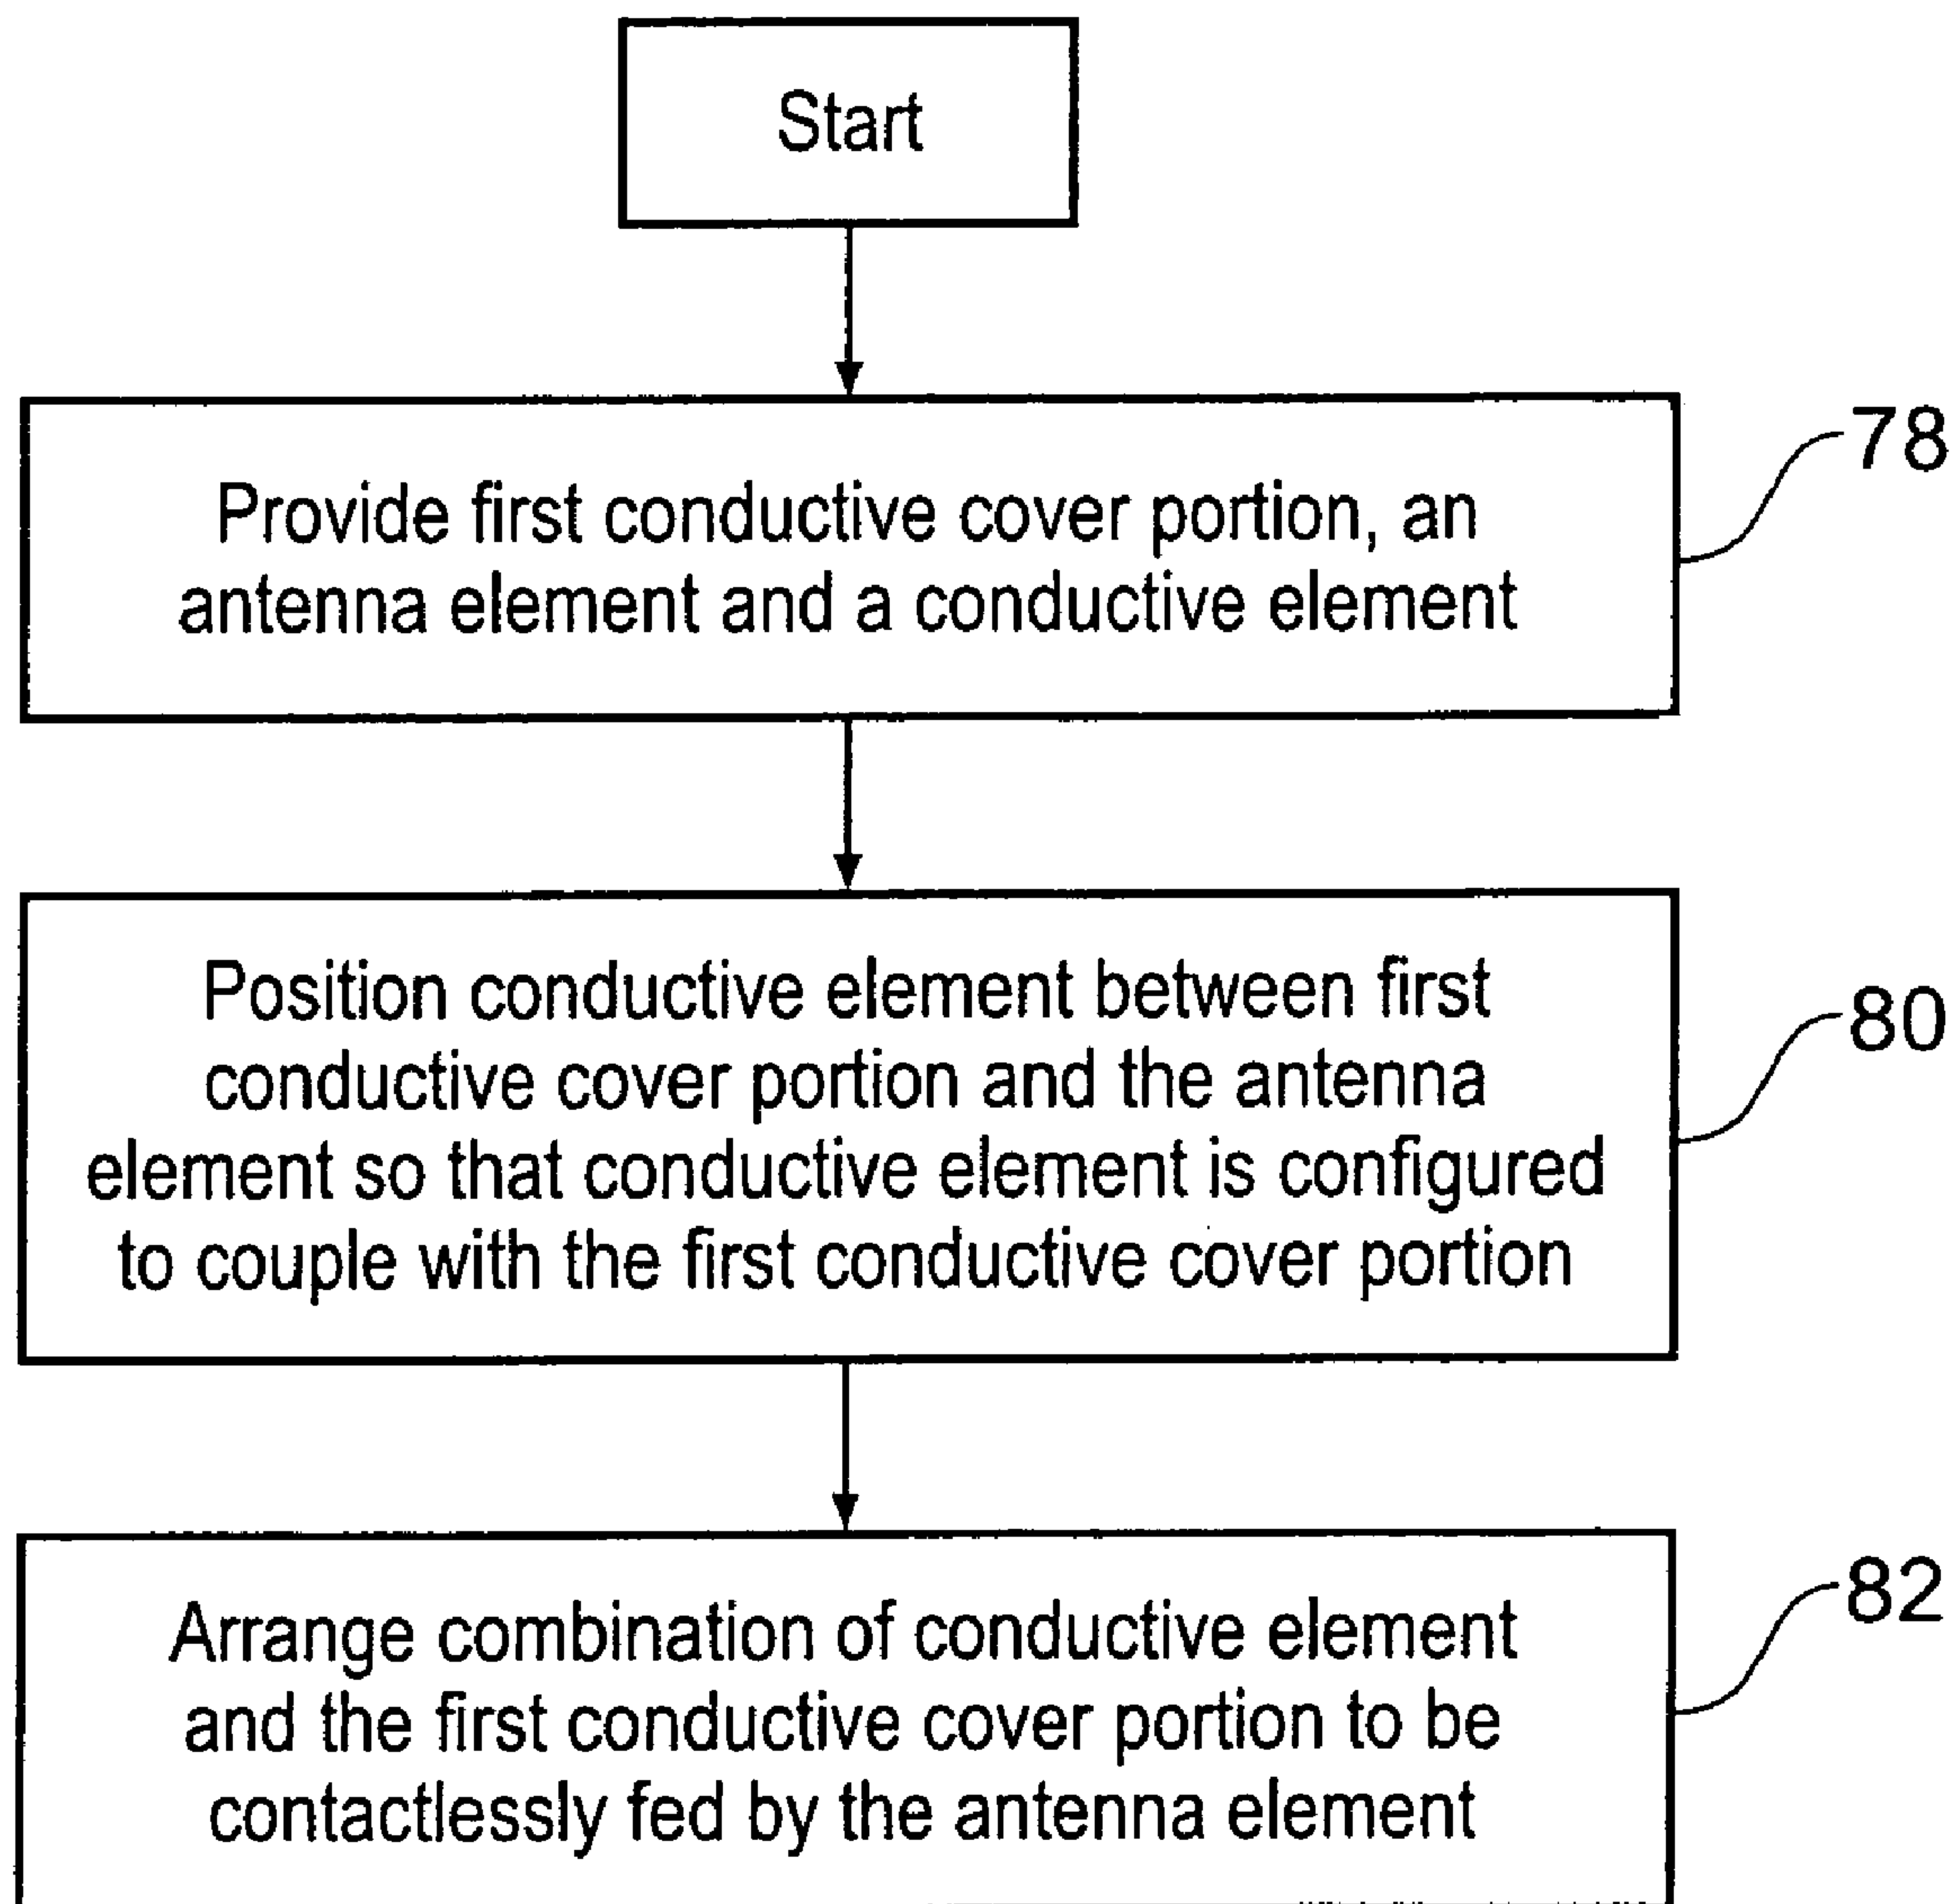 Start
78
Provide first conductive cover portion, an
antenna element and a conductive element
80
Position conductive element between first
conductive cover portion and the antenna
element so that conductive element is configured
to couple with the first conductive cover portion
82
Arrange combination of conductive element
and the first conductive cover portion to be
contactlessly fed by the antenna element